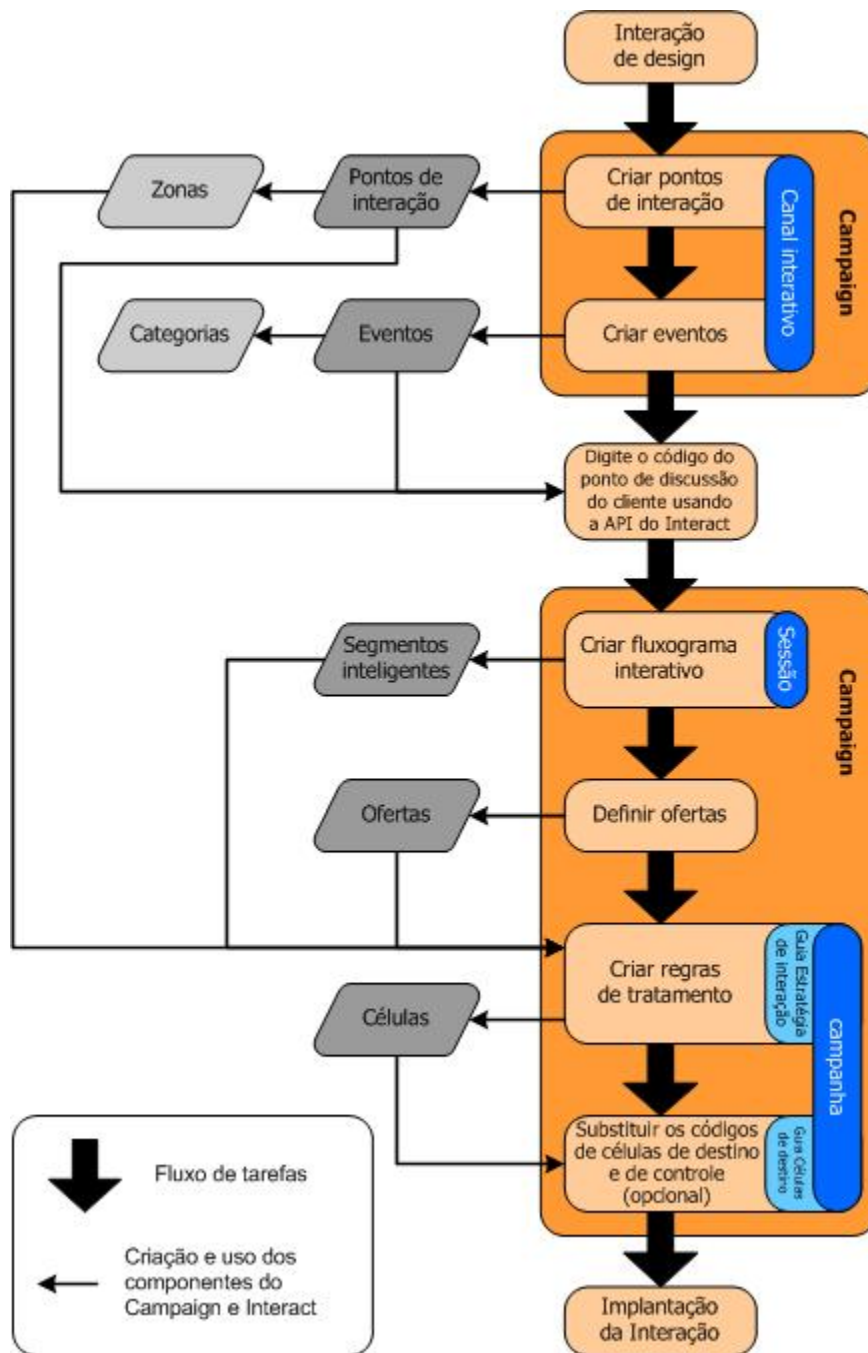 Interação
de design
Zonas
Pontos de
interação
Criar pontos
de interação
Canal interativo
Campaign
Categorias
Eventos
Criar eventos
Digite o código do
ponto de discussão
do cliente usando
a API do Interact
Segmentos
inteligentes
Criar fluxograma
interativo
Sessão
Campaign
Ofertas
Definir ofertas
Criar regras
de tratamento
Guia Estratégia
de interação
campanha
Células
Substituir os códigos
de células de destino
e de controle
(opcional)
Guia Células
de destino
Fluxo de tarefas
Criação e uso dos
componentes do
Campaign e Interact
Implantação
da Interação